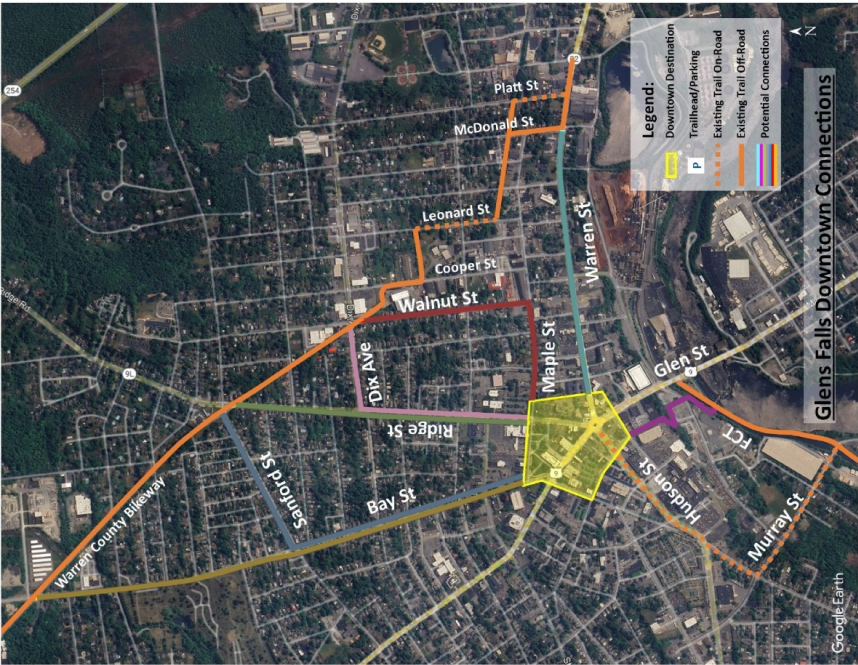 Glens Falls Downtown Connections
Legend:
Downtown Destination
P
Trailhead/Parking
Existing Trail On-Road
Existing Trail Off-Road
Potential Connections
N
254
Platt St
McDonald St
Leonard St
Cooper St
Walnut St
Warren St
Maple St
Dix Ave
Glen St
9L
Ridge St
FCT
Sanford St
Bay St
Hudson St
Murray St
Warren County Bikeway
9
9
Google Earth